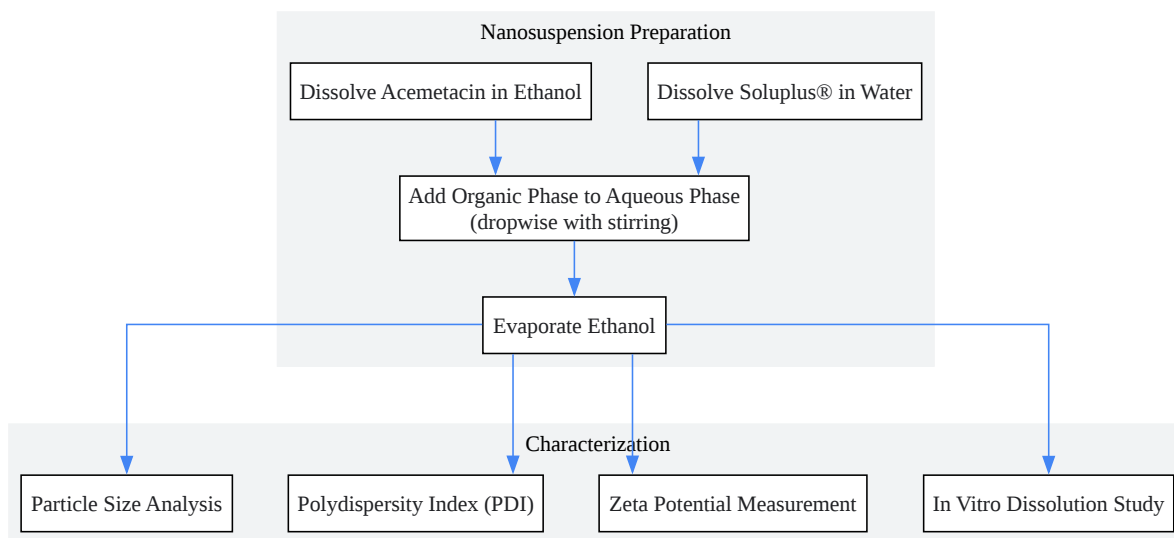 Nanosuspension Preparation
Dissolve Acemetacin in Ethanol
Dissolve Soluplus® in Water
Add Organic Phase to Aqueous Phase
(dropwise with stirring)
Evaporate Ethanol
Characterization
Particle Size Analysis
Polydispersity Index (PDI)
Zeta Potential Measurement
In Vitro Dissolution Study